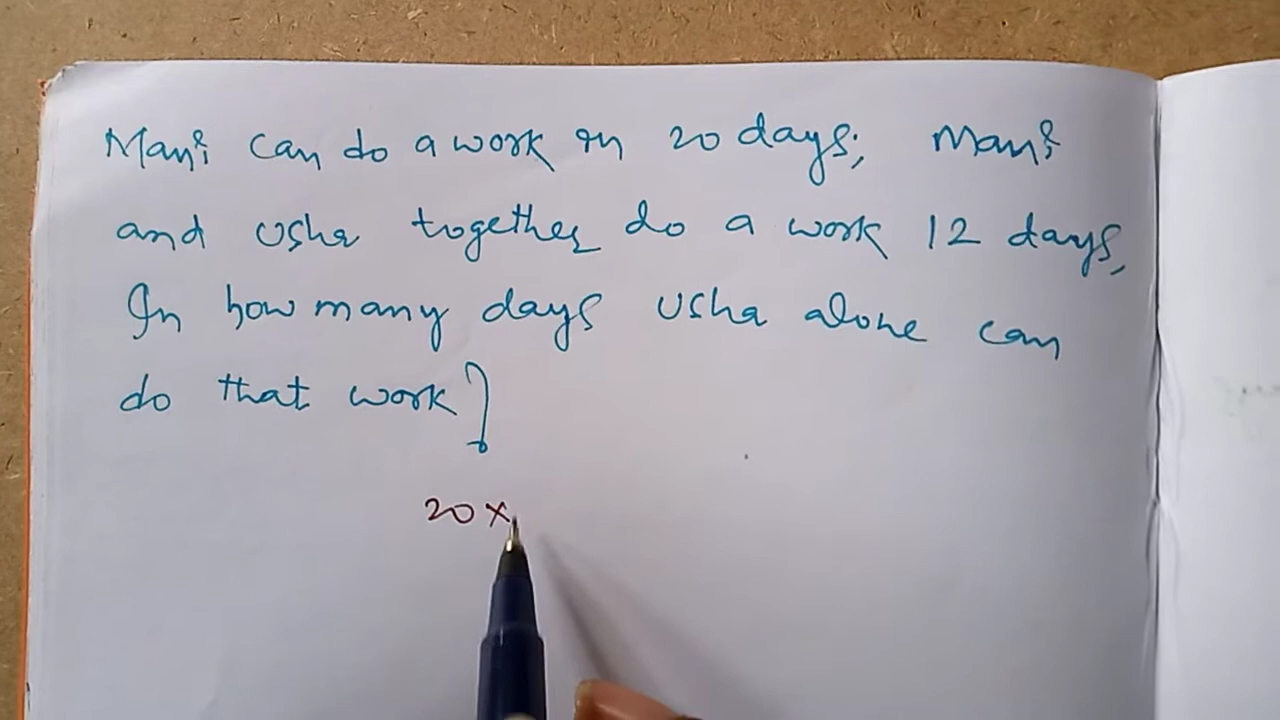 Mani can do a work in 20 days, Mani
and Usha together do a work 12 days,
In how many days Usha alone can
do that work?
20 ×